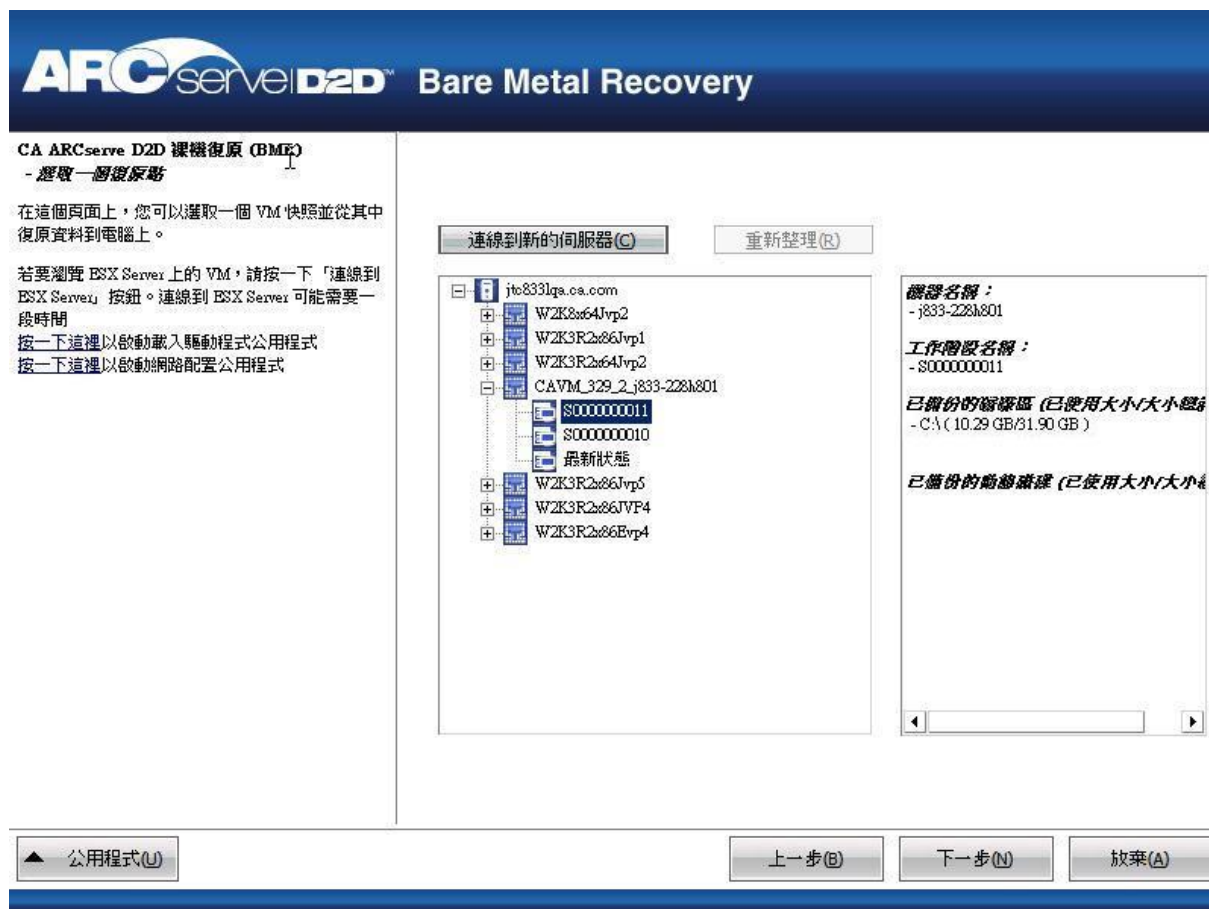 ARCserve D2D™ Bare Metal Recovery
CA ARCserve D2D 裸機復原 (BMR)
- 選取一個復原點
在這個頁面上，您可以選取一個 VM 快照並從其中
復原資料到電腦上。
若要瀏覽 ESX Server 上的 VM，請按一下「連線到
ESX Server」按鈕。連線到 ESX Server 可能需要一
段時間
按一下這裡以啟動載入驅動程式公用程式
按一下這裡以啟動網路配置公用程式
連線到新的伺服器(C)
重新整理(R)
jtc833lqa.ca.com
W2K8x64Jvp2
W2K3R2x86Jvp1
W2K3R2x64Jvp2
CAVM_329_2_j833-228h801
S0000000011
S0000000010
最新狀態
W2K3R2x86Jvp5
W2K3R2x86JVP4
W2K3R2x86Evp4
機器名稱：
- j833-228h801
工作階段名稱：
- S0000000011
已備份的磁碟區 (已使用大小/大小總計
- C:\ ( 10.29 GB/31.90 GB )
已備份的動態磁碟 (已使用大小/大小總
公用程式(U)
上一步(B)
下一步(N)
放棄(A)